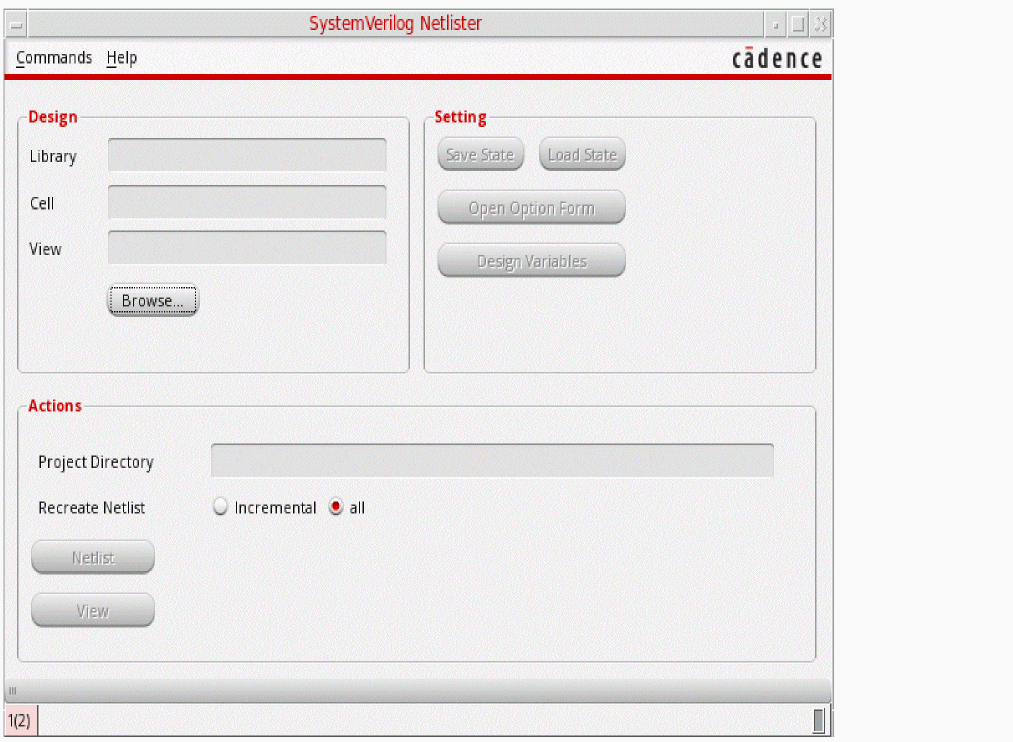 SystemVerilog Netlister
Commands Help
cādence
Design
Library
Cell
View
Browse...
Setting
Save State Load State
Open Option Form
Design Variables
Actions
Project Directory
Recreate Netlist Incremental all
Netlist
View
1(2)